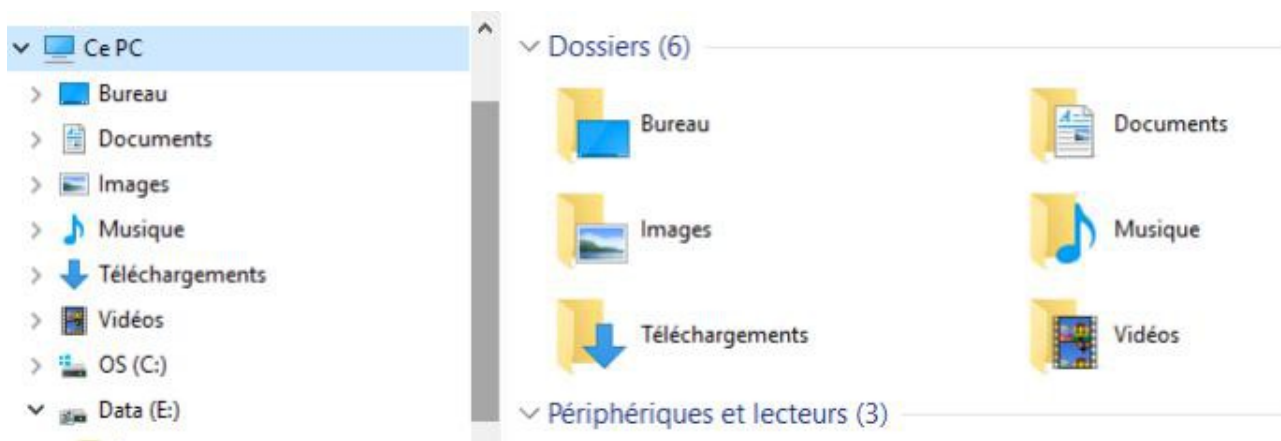 Ce PC
Bureau
Documents
Images
Musique
Téléchargements
Vidéos
OS (C:)
Data (E:)
Dossiers (6)
Bureau
Documents
Images
Musique
Téléchargements
Vidéos
Périphériques et lecteurs (3)